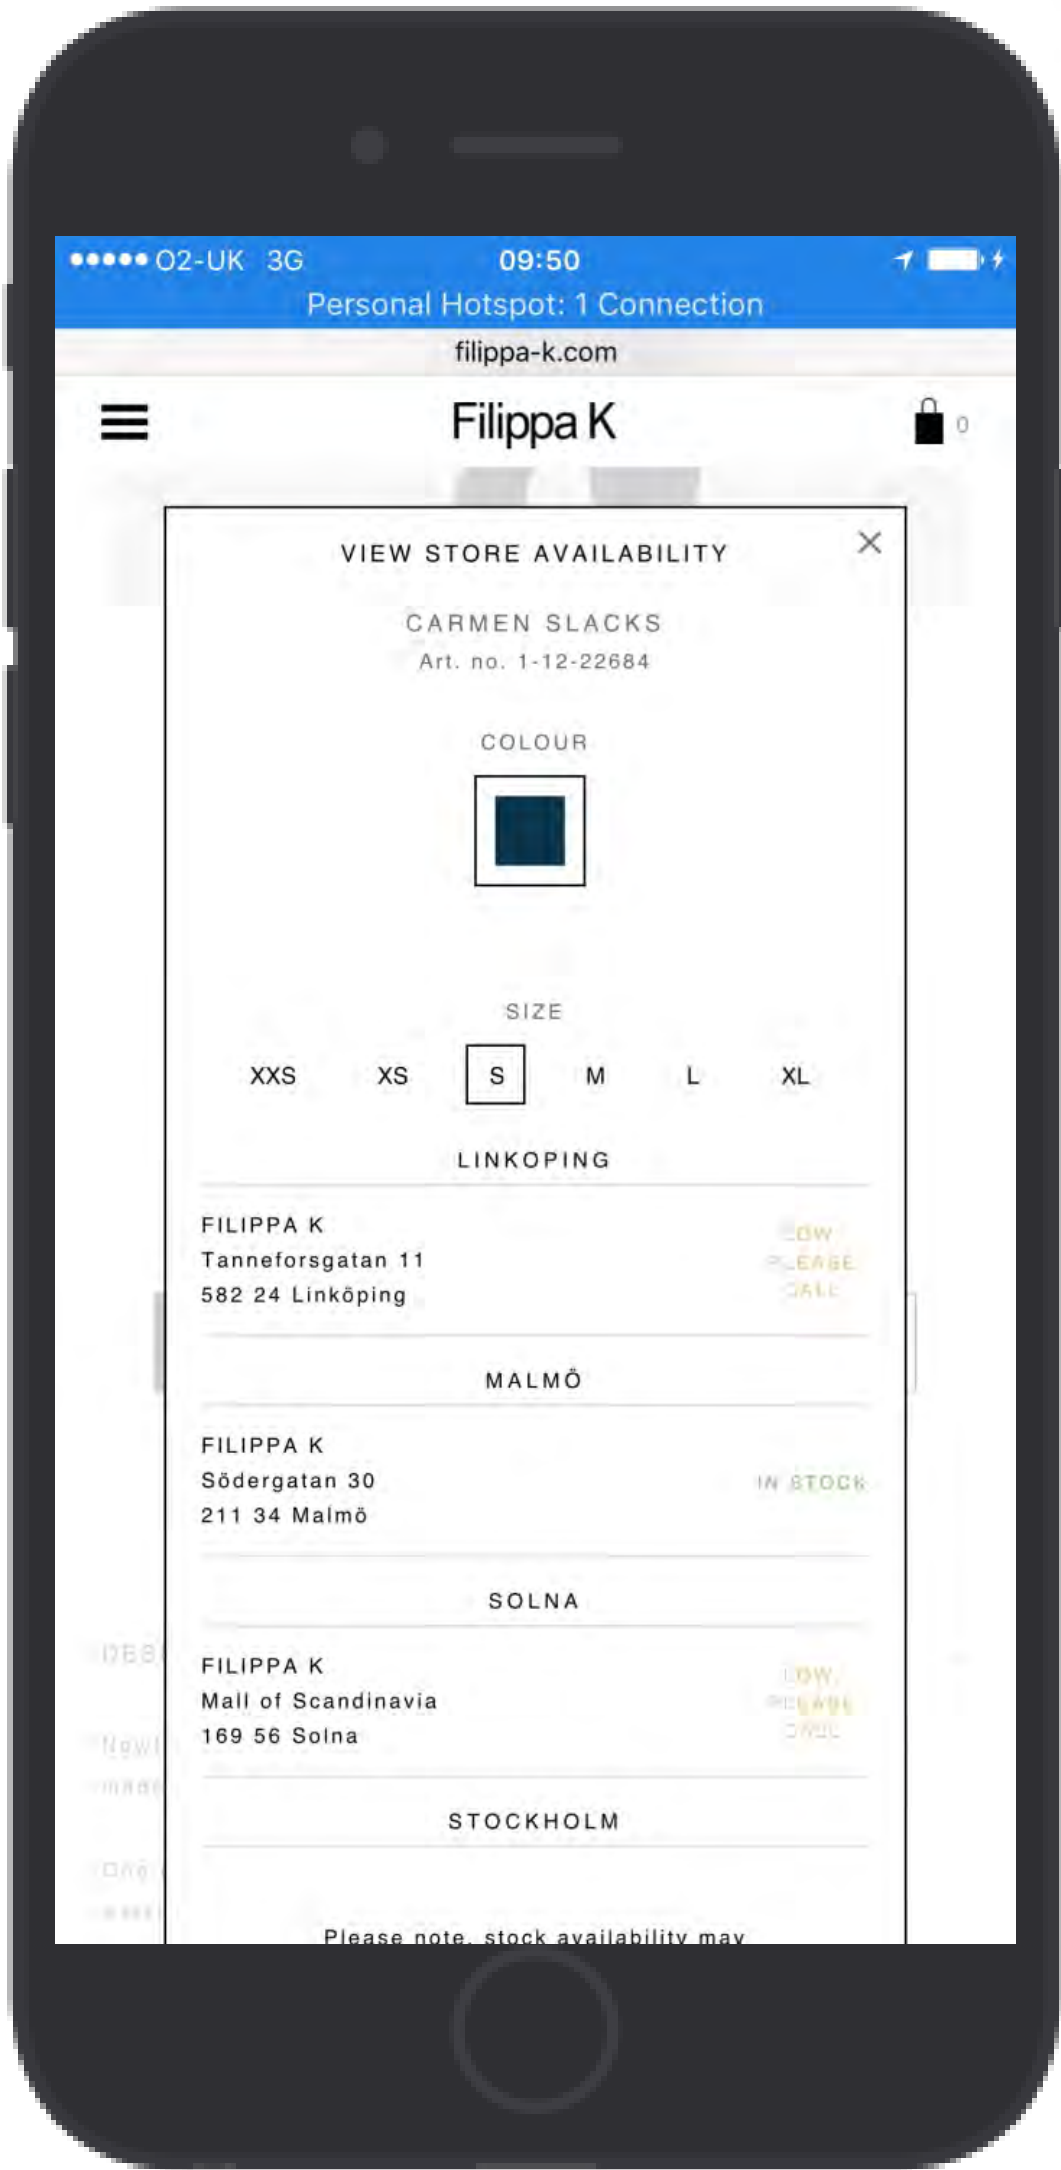 O2-UK 3G 09:50
Personal Hotspot: 1 Connection
filippa-k.com
Filippa K 0
VIEW STORE AVAILABILITY
CARMEN SLACKS
Art. no. 1-12-22684
COLOUR
SIZE
XXS XS S M L XL
LINKOPING
FILIPPA K
Tanneforsgatan 11
582 24 Linköping
LOW
PLEASE
CALL
MALMÖ
FILIPPA K
Södergatan 30
211 34 Malmö
IN STOCK
SOLNA
FILIPPA K
Mall of Scandinavia
169 56 Solna
LOW
PLEASE
CALL
STOCKHOLM
Please note, stock availability may